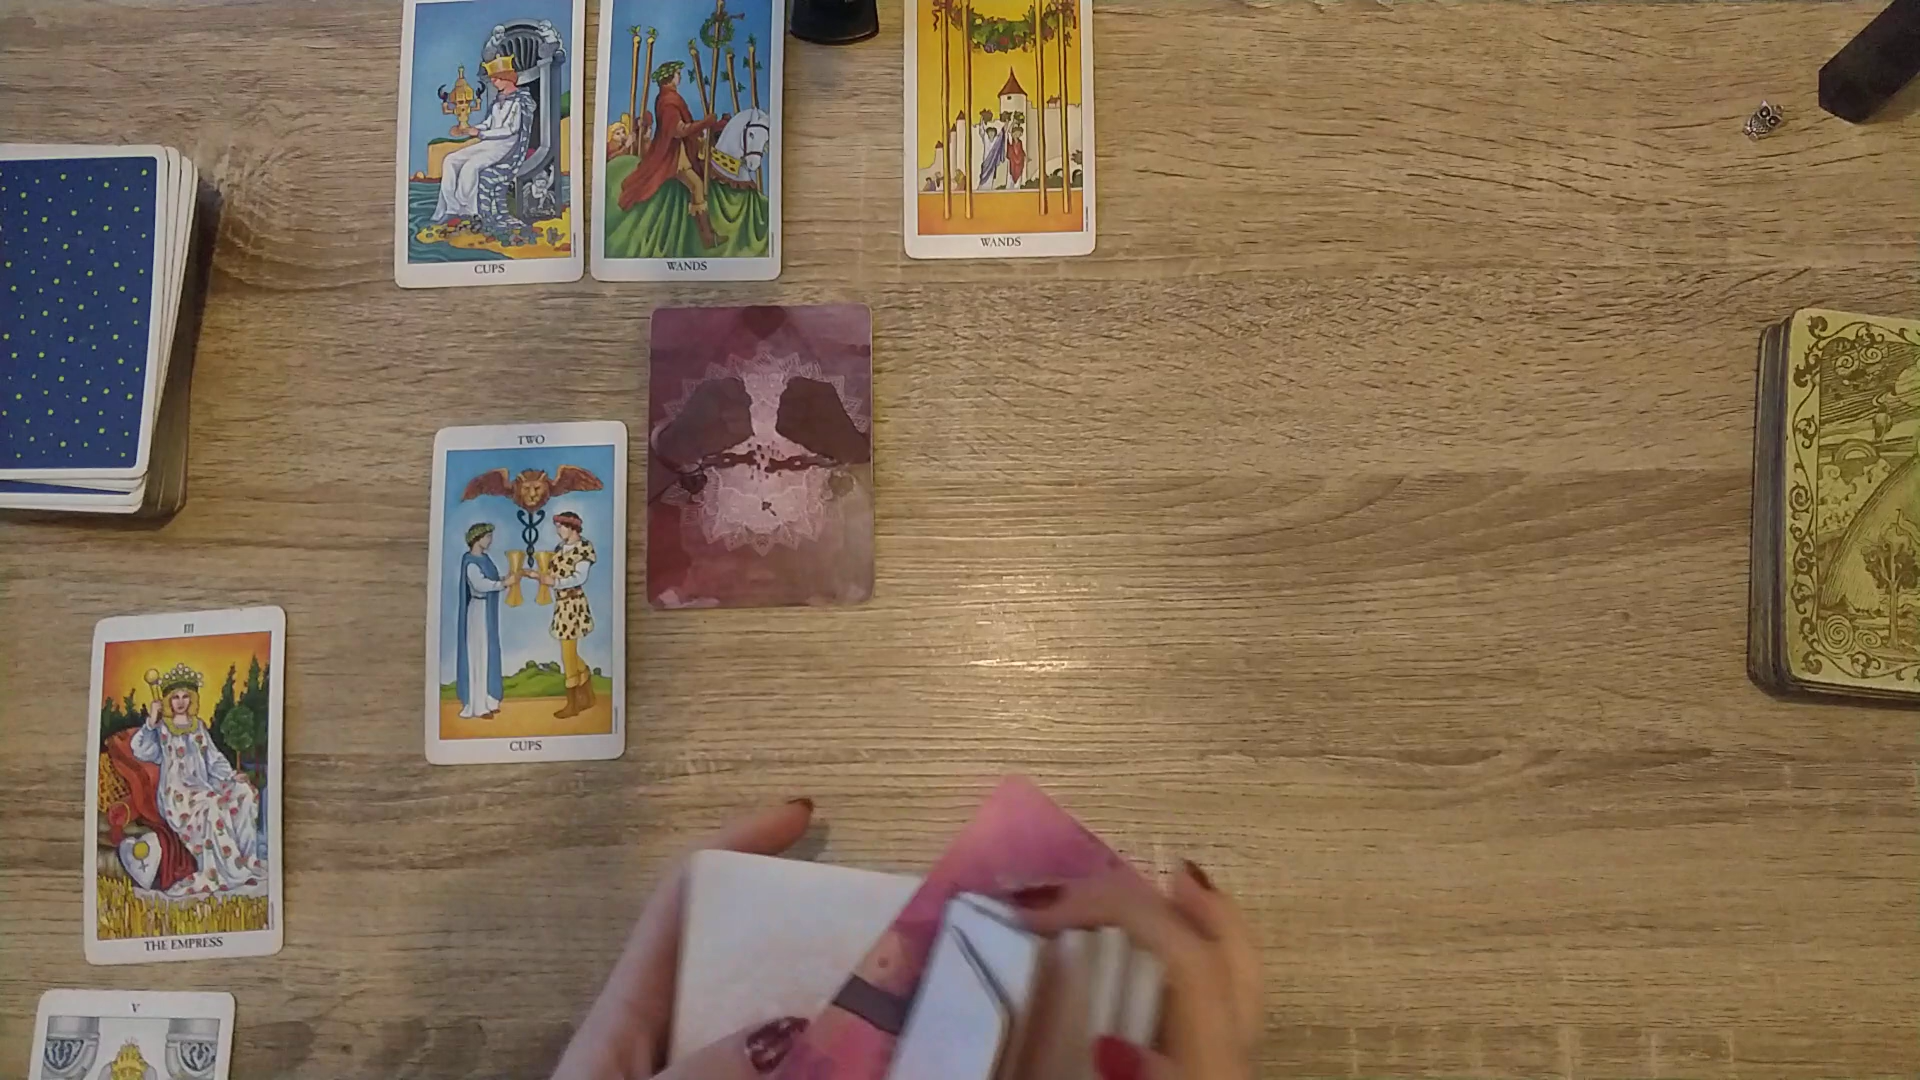 CUPS
WANDS
WANDS
TWO
CUPS
III
THE EMPRESS
V